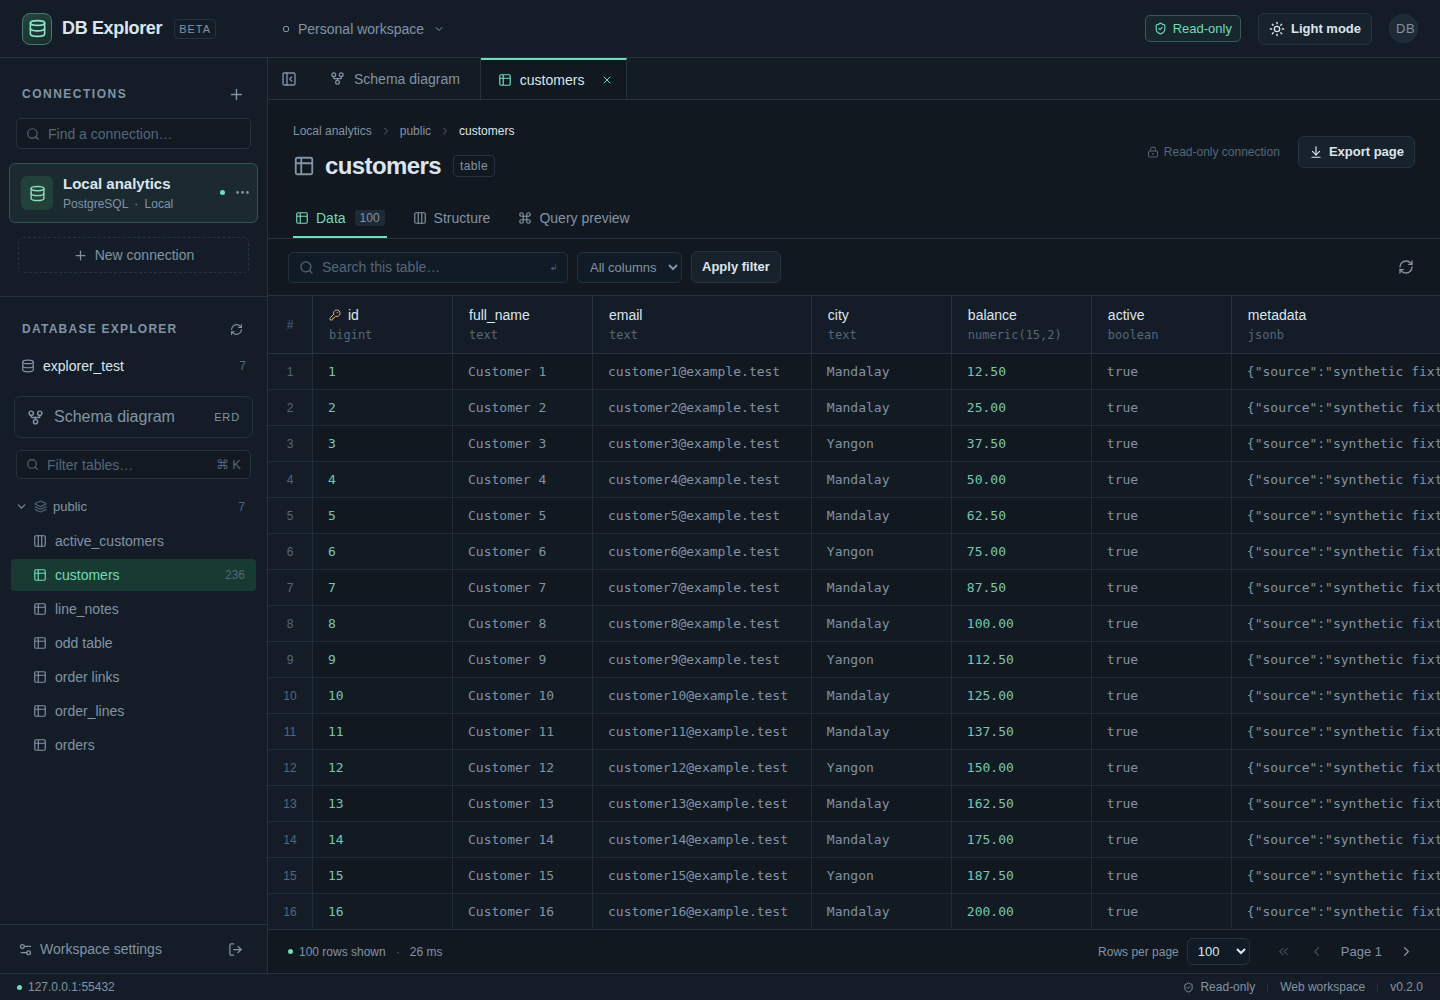 DB Explorer BETA
Personal workspace
Read-only
Light mode
DB
CONNECTIONS
Find a connection…
Local analytics
PostgreSQL · Local
New connection
DATABASE EXPLORER
explorer_test 7
Schema diagram ERD
Filter tables… ⌘ K
public 7
active_customers
customers 236
line_notes
odd table
order links
order_lines
orders
Workspace settings
Schema diagram
customers
Local analytics > public > customers
customers table
Read-only connection
Export page
Data 100
Structure
Query preview
Search this table…
All columns
Apply filter
# id full_name email city balance active metadata
bigint text text text numeric(15,2) boolean jsonb
1 1 Customer 1 customer1@example.test Mandalay 12.50 true {"source":"synthetic fixt
2 2 Customer 2 customer2@example.test Mandalay 25.00 true {"source":"synthetic fixt
3 3 Customer 3 customer3@example.test Yangon 37.50 true {"source":"synthetic fixt
4 4 Customer 4 customer4@example.test Mandalay 50.00 true {"source":"synthetic fixt
5 5 Customer 5 customer5@example.test Mandalay 62.50 true {"source":"synthetic fixt
6 6 Customer 6 customer6@example.test Yangon 75.00 true {"source":"synthetic fixt
7 7 Customer 7 customer7@example.test Mandalay 87.50 true {"source":"synthetic fixt
8 8 Customer 8 customer8@example.test Mandalay 100.00 true {"source":"synthetic fixt
9 9 Customer 9 customer9@example.test Yangon 112.50 true {"source":"synthetic fixt
10 10 Customer 10 customer10@example.test Mandalay 125.00 true {"source":"synthetic fixt
11 11 Customer 11 customer11@example.test Mandalay 137.50 true {"source":"synthetic fixt
12 12 Customer 12 customer12@example.test Yangon 150.00 true {"source":"synthetic fixt
13 13 Customer 13 customer13@example.test Mandalay 162.50 true {"source":"synthetic fixt
14 14 Customer 14 customer14@example.test Mandalay 175.00 true {"source":"synthetic fixt
15 15 Customer 15 customer15@example.test Yangon 187.50 true {"source":"synthetic fixt
16 16 Customer 16 customer16@example.test Mandalay 200.00 true {"source":"synthetic fixt
100 rows shown · 26 ms
Rows per page 100
Page 1
127.0.0.1:55432
Read-only
Web workspace
v0.2.0